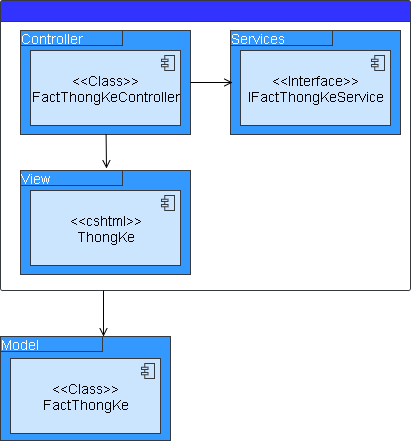 Controller
<<Class>>
FactThongKeController
Services
<<Interface>>
IFactThongKeService
View
<<cshtml>>
ThongKe
Model
<<Class>>
FactThongKe